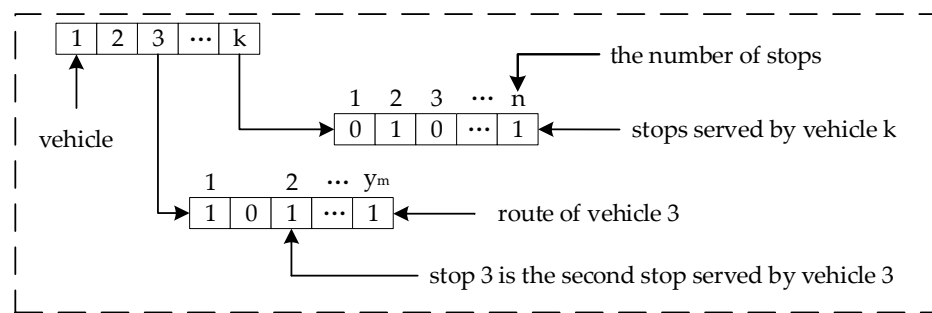 1 2 3 ··· k
the number of stops
1 2 3 ··· n
0 1 0 ··· 1
stops served by vehicle k
vehicle
1 2 ··· ym
1 0 1 ··· 1
route of vehicle 3
stop 3 is the second stop served by vehicle 3